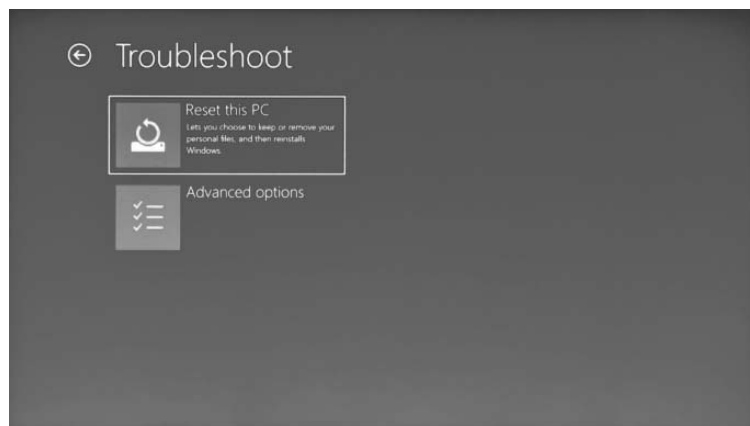 Troubleshoot
Reset this PC
Lets you choose to keep or remove your
personal files, and then reinstalls
Windows.
Advanced options